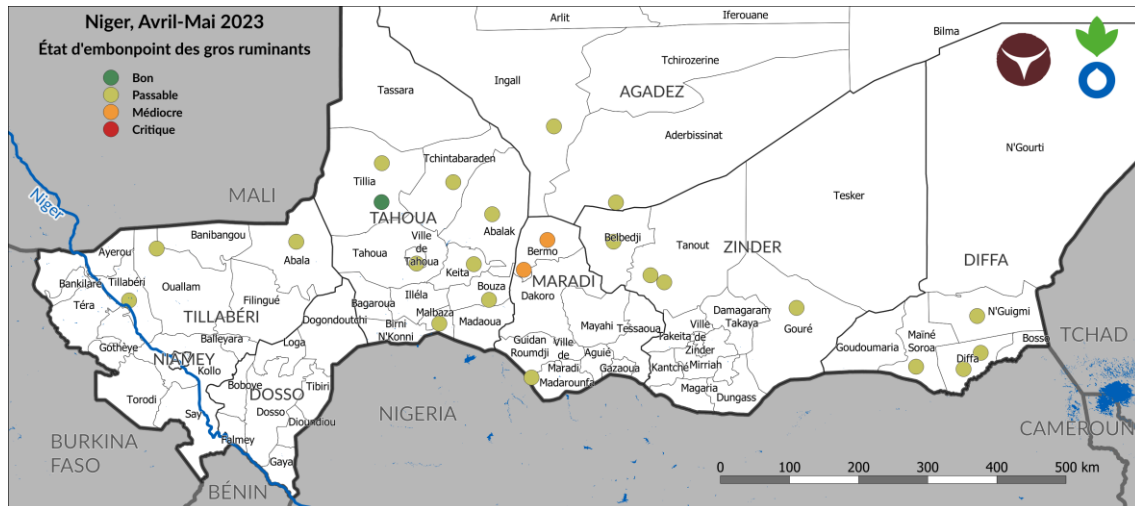 Niger, Avril-Mai 2023
État d'embonpoint des gros ruminants
Bon
Passable
Médiocre
Critique
Arlit
Iferouane
Bilma
Ingall
Tchirozerine
Tassara
AGADEZ
Aderbissinat
N'Gourti
Tchintabaraden
MALI
Tillia
Tesker
Niger
TAHOUA
Abalak
Banibangou
Ayerou
Abala
Tahoua
Ville
de
Tahoua
Bermo
Belbedji
Tanout
ZINDER
DIFFA
Bankilaré
Tillabéri
Ouallam
Keita
MARADI
Téra
Filingué
Illéla
Bouza
Dakoro
TILLABÉRI
Bagaroua
Malbaza
Madaoua
Damagaram
Takaya
Gouré
N'Guigmi
Dogondoutchi
Birni
N'Konni
Mayahi
Tessaoua
Takeita
Ville
de
Zinder
Goudoumaria
Maïné
Soroa
Bosso
TCHAD
Gothèye
Balleyara
Loga
Guidan
Roumdji
Ville
de
Maradi
Aguié
Gazaoua
Kantché
Mirriah
Diffa
NIAMEY
Kollo
Madarounfa
Magaria
Dungass
Torodi
Boboye
DOSSO
Tibiri
Say
Dosso
Dioundiou
NIGERIA
CAMEROUN
BURKINA
FASO
Falmey
Gaya
BÉNIN
0 100 200 300 400 500 km